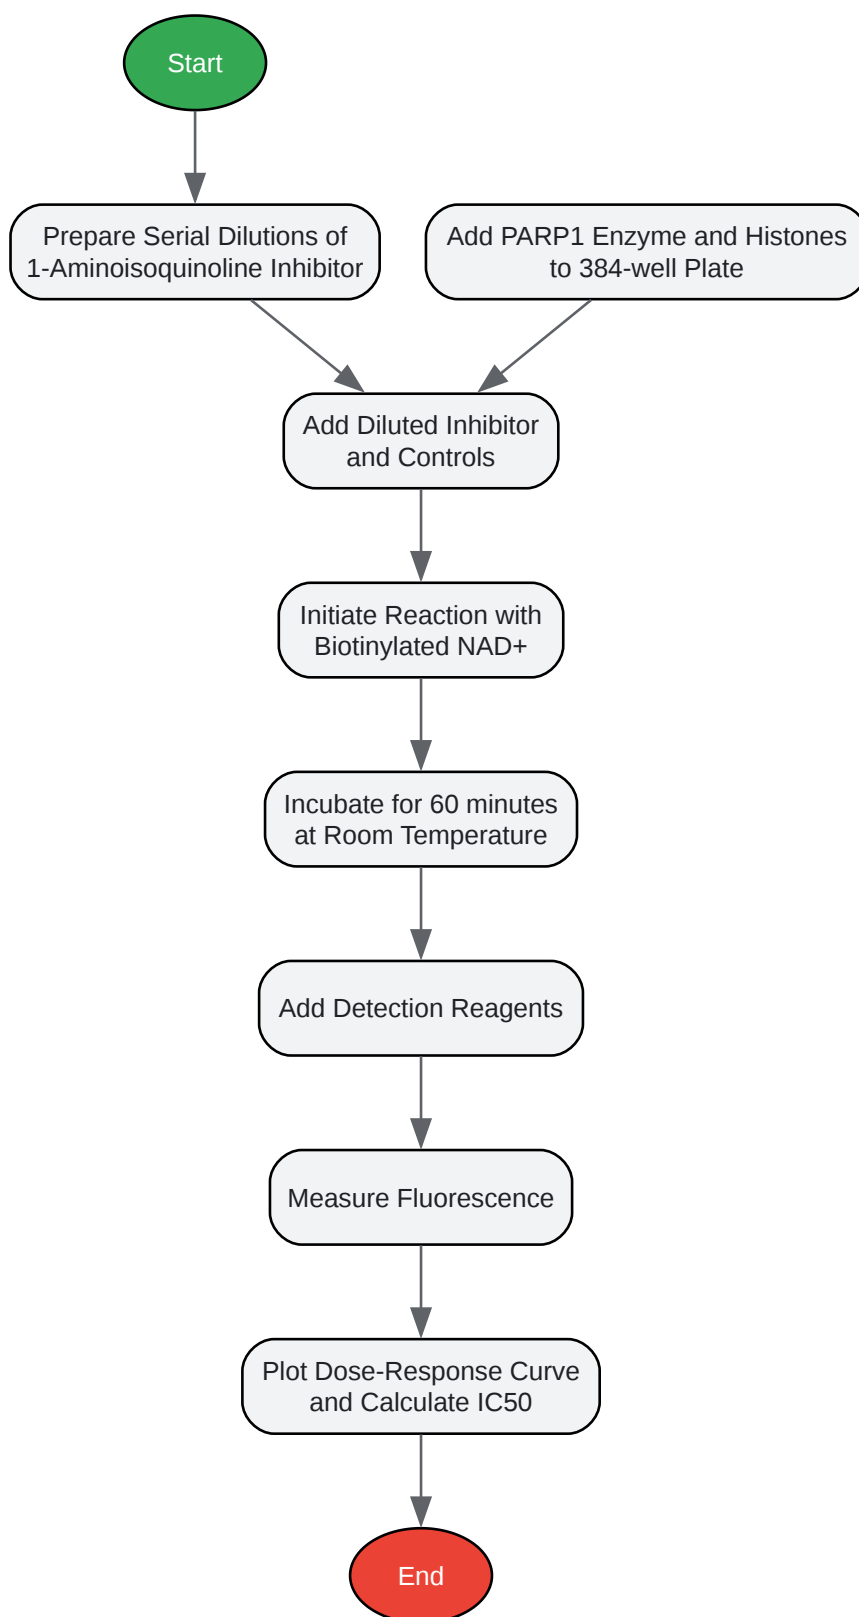 Start
Prepare Serial Dilutions of
1-Aminoisoquinoline Inhibitor
Add PARP1 Enzyme and Histones
to 384-well Plate
Add Diluted Inhibitor
and Controls
Initiate Reaction with
Biotinylated NAD+
Incubate for 60 minutes
at Room Temperature
Add Detection Reagents
Measure Fluorescence
Plot Dose-Response Curve
and Calculate IC50
End